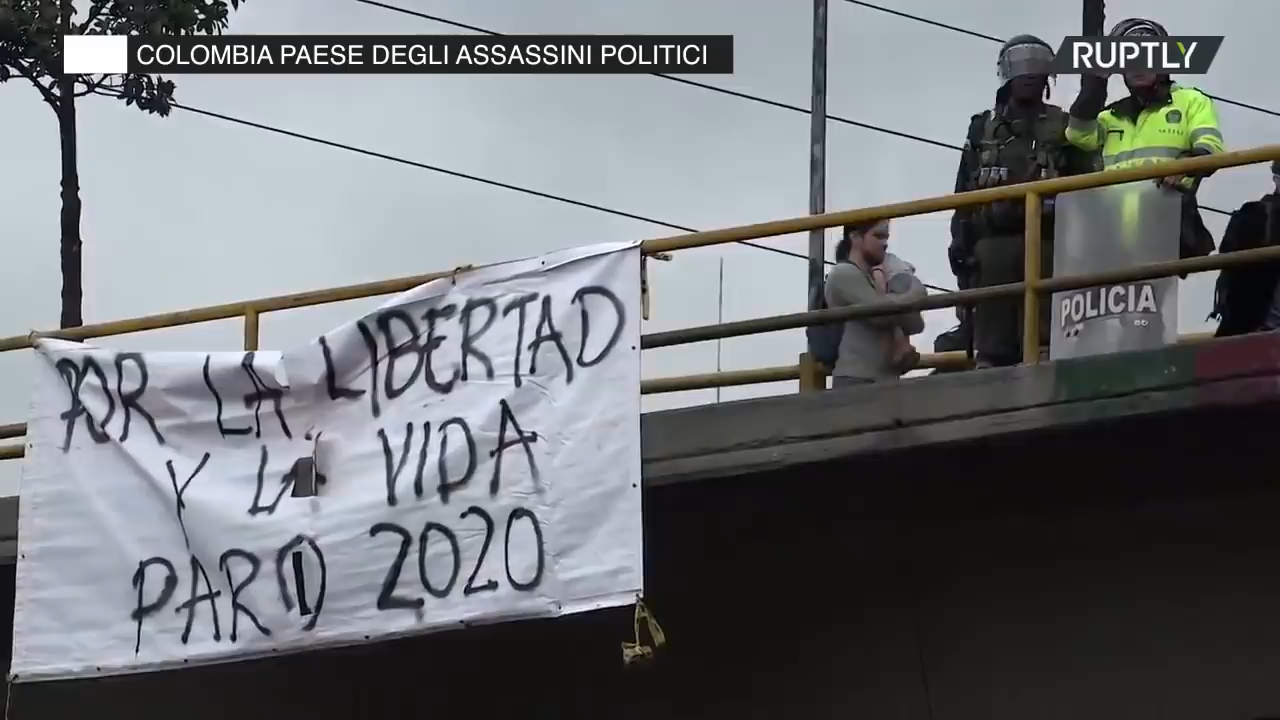 COLOMBIA PAESE DEGLI ASSASSINI POLITICI
RUPTLY
POR LA LIBERTAD
Y LA VIDA
PARO 2020
POLICIA